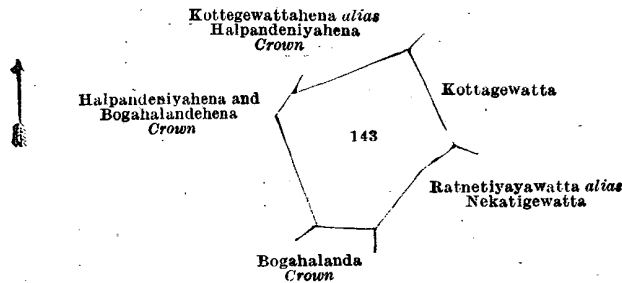 Kottegewattahena alias
Halpandeniyahena
Crown
Kottagewatta
Halpandeniyahena and
Bogahalandehena
Crown
143
Ratnetiyayawatta alias
Nekatigewatta
Bogahalanda
Crown